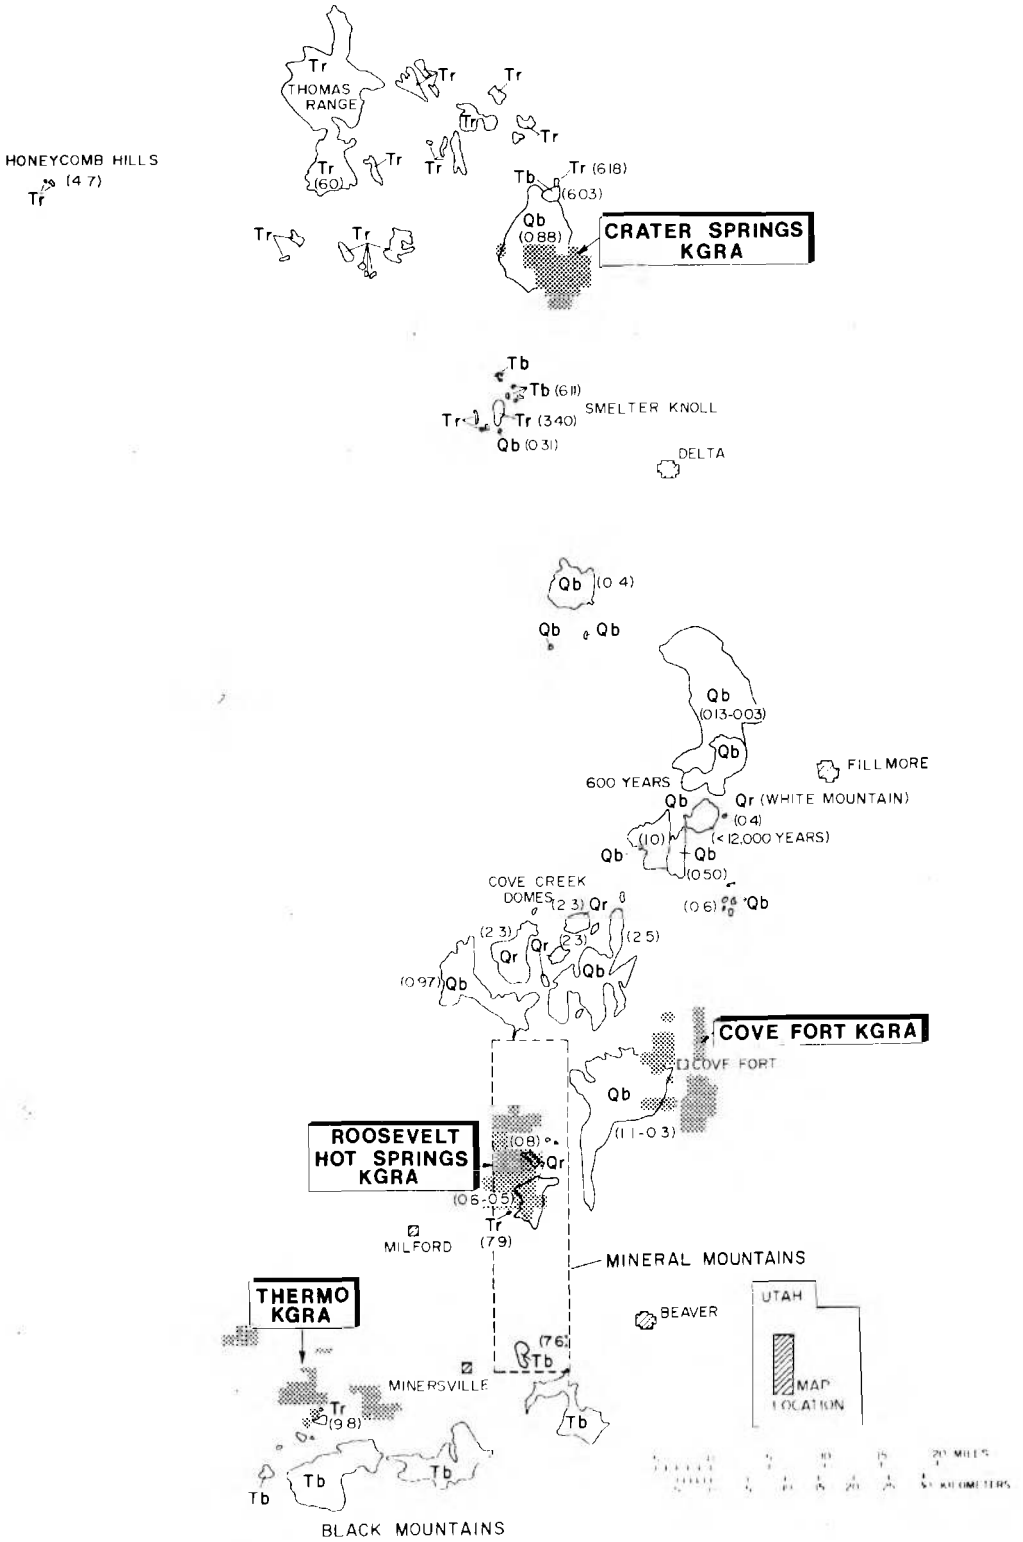 Tr
THOMAS
RANGE
Tr
Tr
Tr
Tr
Tr
Tr
Tr
(6.0)
HONEYCOMB HILLS
(4.7)
Tr
Tb
Tr (6.18)
(6.03)
Qb
(0.88)
CRATER SPRINGS
KGRA
Tr
Tr
Tb
Tb (6.11)
SMELTER KNOLL
Tr
Tr (3.40)
Qb (0.31)
DELTA
Qb (0.4)
Qb
Qb
Qb
(0.13-0.03)
Qb
FILLMORE
600 YEARS
Qb
Qr (WHITE MOUNTAIN)
(0.4)
(1.0)
(<12,000 YEARS)
Qb
Qb
(0.50)
COVE CREEK
DOMES
(2.3) Qr
(0.6) Qb
(2.3)
Qr
(2.3)
(2.5)
Qr
Qb
(0.97) Qb
COVE FORT KGRA
COVE FORT
Qb
(1.1-0.3)
ROOSEVELT
HOT SPRINGS
KGRA
(0.8)
Qr
(0.6-0.5)
Tr
(7.9)
MILFORD
MINERAL MOUNTAINS
THERMO
KGRA
UTAH
MAP
LOCATION
BEAVER
(7.6)
Tb
MINERSVILLE
Tr
(9.8)
Tb
Tb
Tb
Tb
BLACK MOUNTAINS
5 0 5 10 15 20 MILES
KILOMETERS